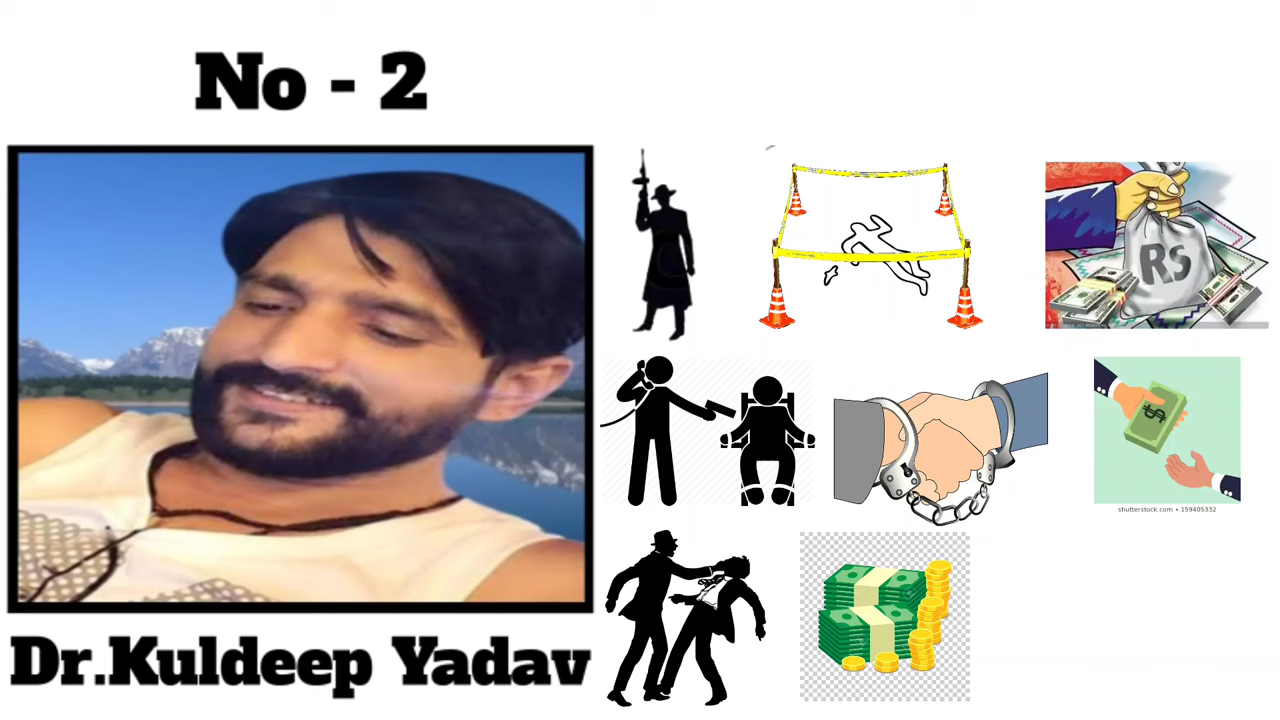 No - 2
RS
$
shutterstock.com • 159405332
Dr.Kuldeep Yadav